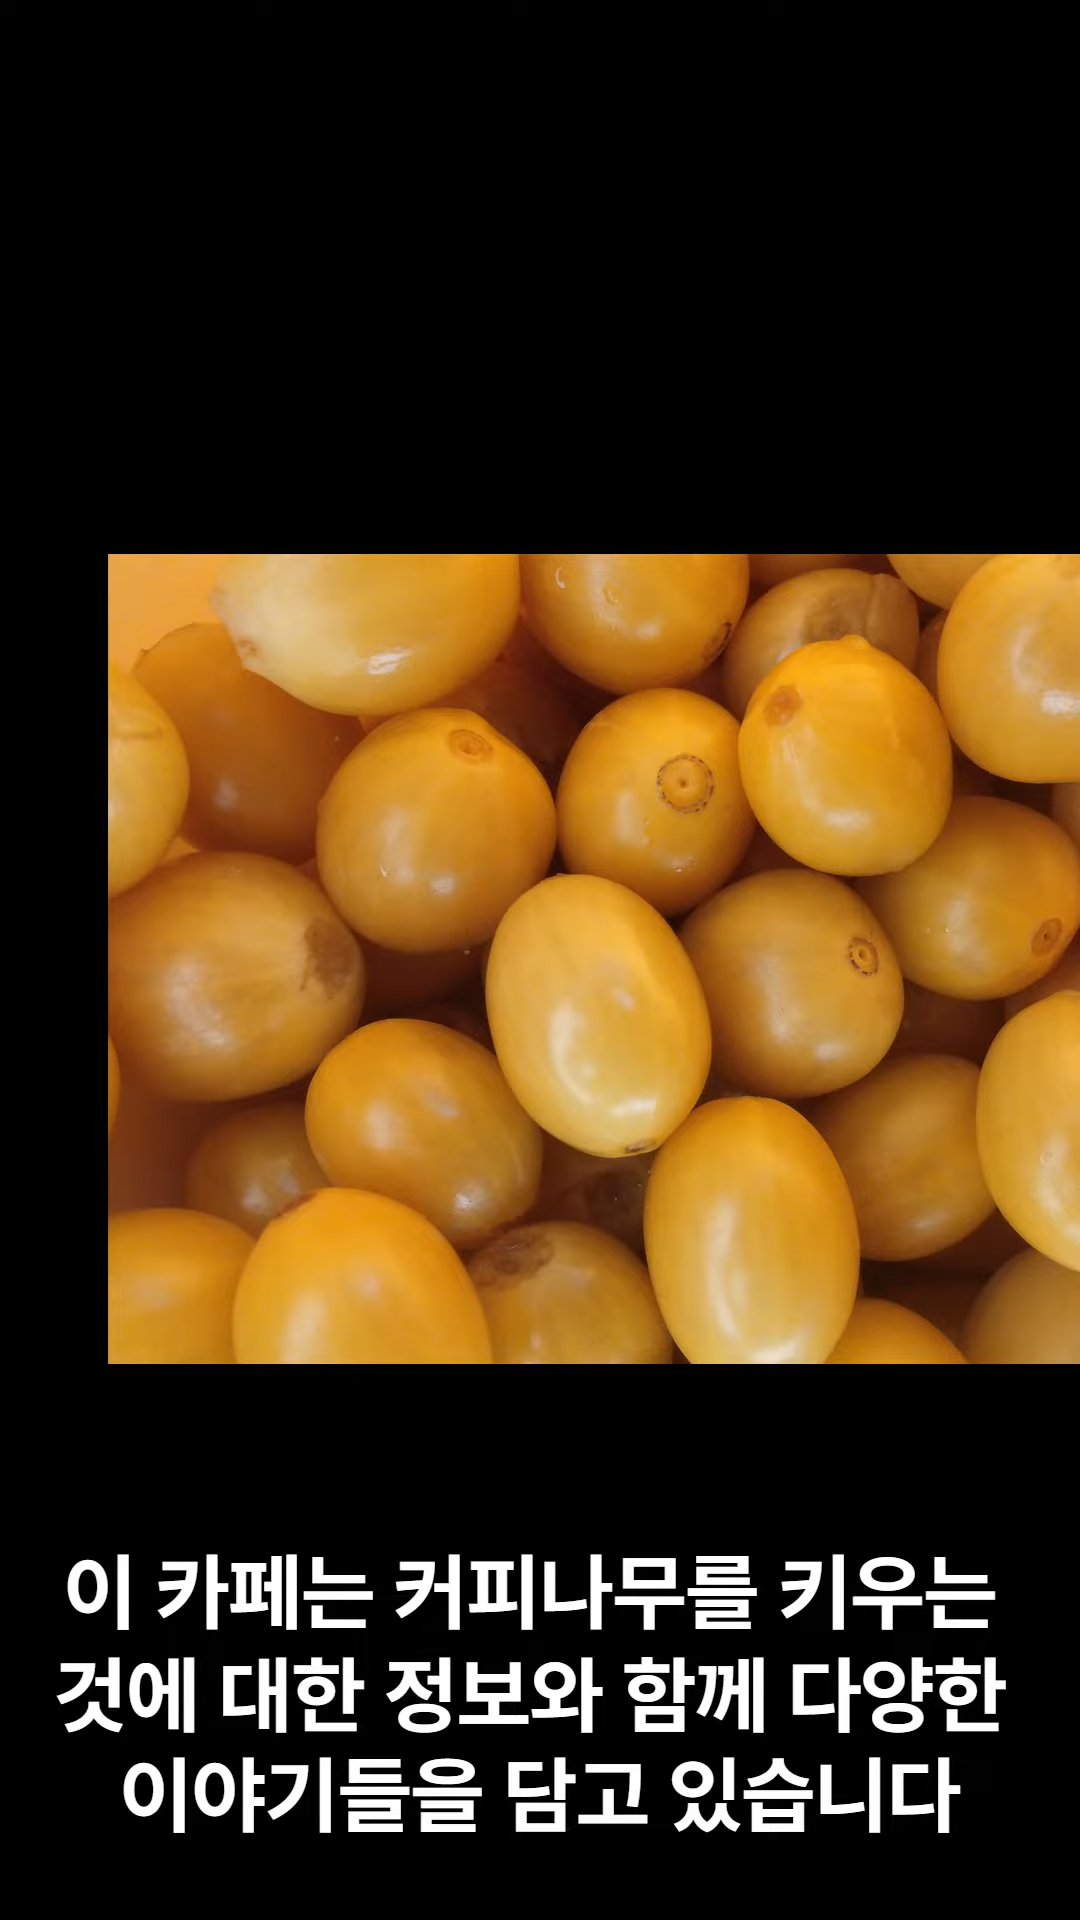 이 카페는 커피나무를 키우는
것에 대한 정보와 함께 다양한
이야기들을 담고 있습니다